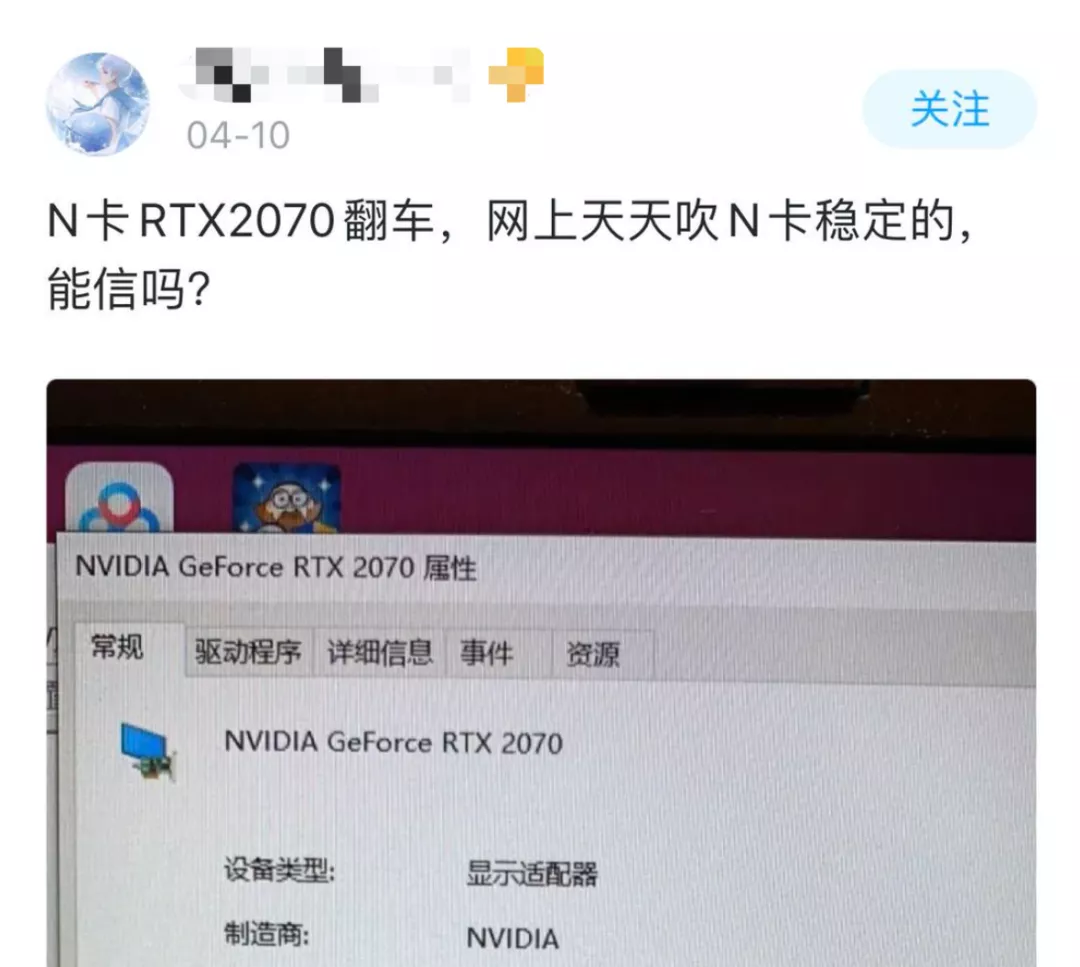 04-10
关注
N卡RTX2070翻车，网上天天吹N卡稳定的，
能信吗？
NVIDIA GeForce RTX 2070 属性
常规 驱动程序 详细信息 事件 资源
NVIDIA GeForce RTX 2070
设备类型: 显示适配器
制造商: NVIDIA